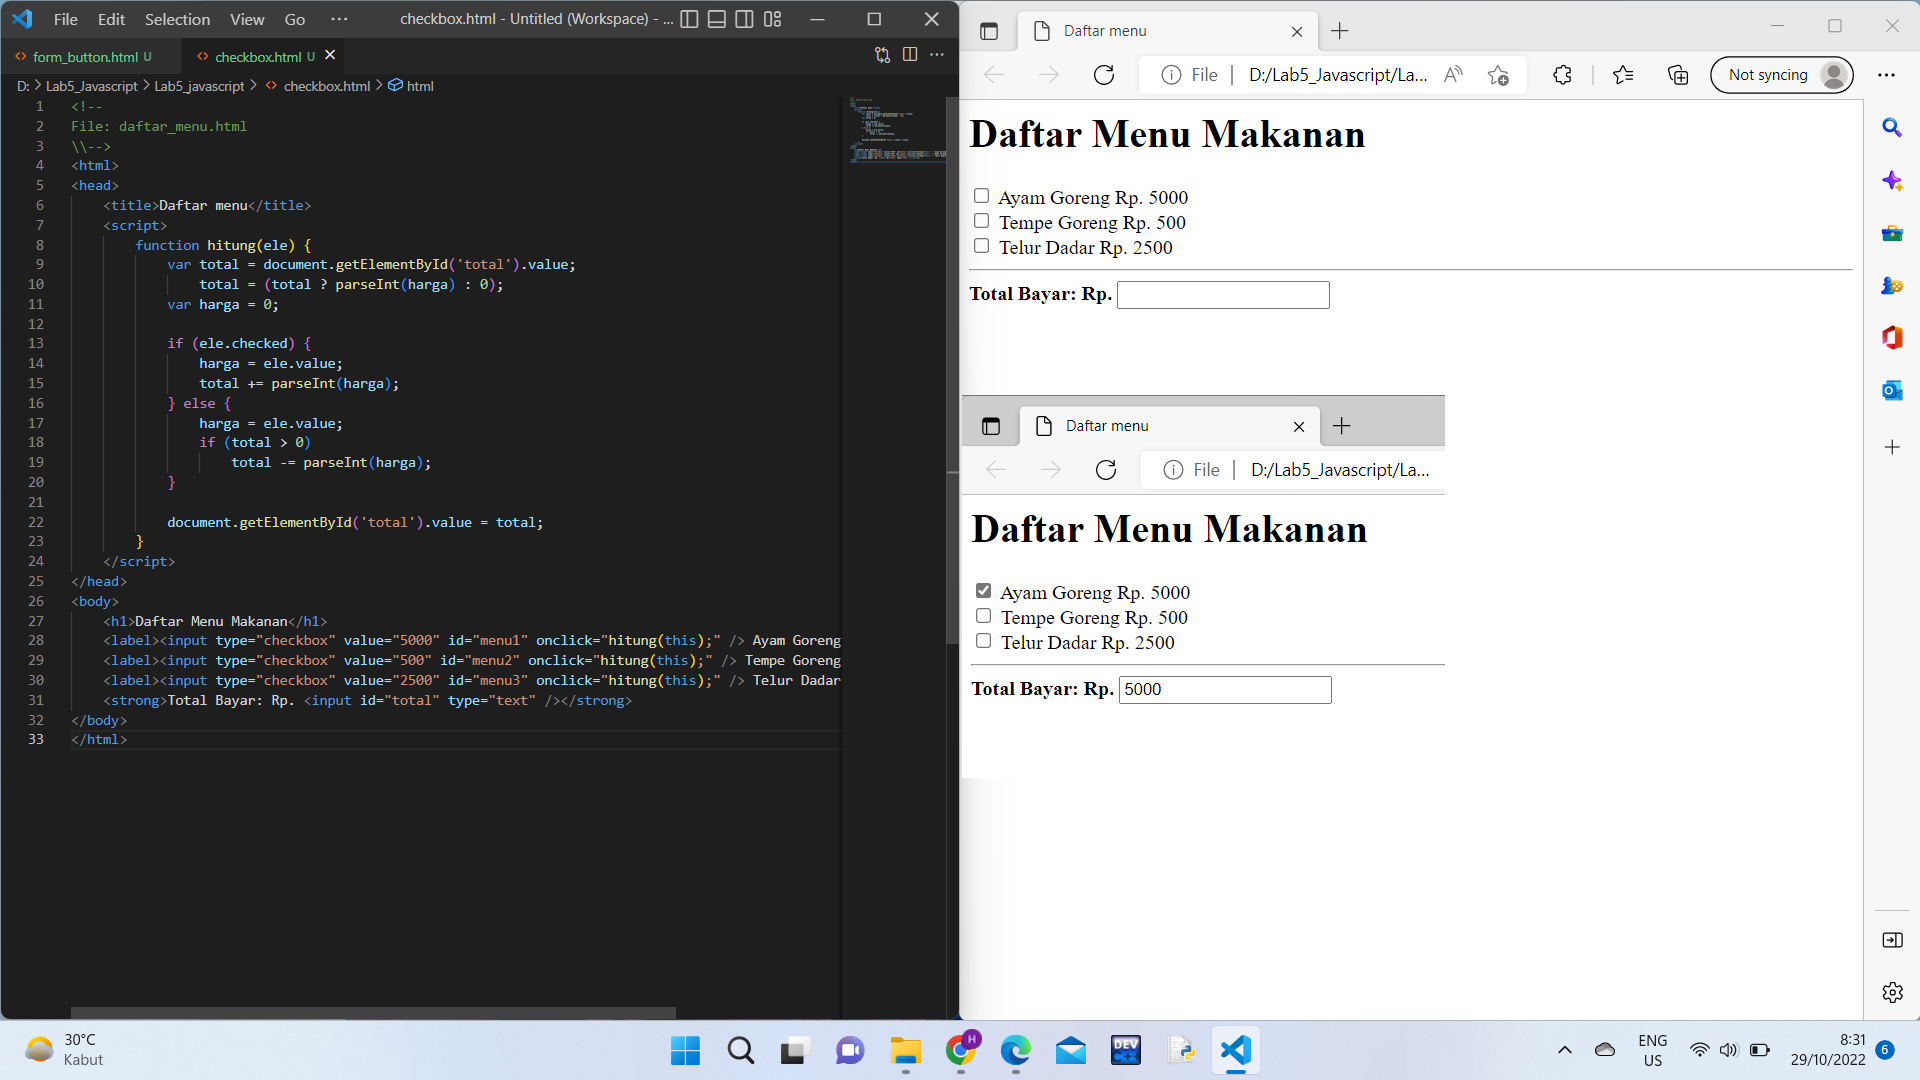 File Edit Selection View Go ··· checkbox.html - Untitled (Workspace) - ...
form_button.html U checkbox.html U
D: > Lab5_Javascript > Lab5_javascript > checkbox.html > html
1 <!--
2 File: daftar_menu.html
3 \\-->
4 <html>
5 <head>
6 <title>Daftar menu</title>
7 <script>
8 function hitung(ele) {
9 var total = document.getElementById('total').value;
10 total = (total ? parseInt(harga) : 0);
11 var harga = 0;
12
13 if (ele.checked) {
14 harga = ele.value;
15 total += parseInt(harga);
16 } else {
17 harga = ele.value;
18 if (total > 0)
19 total -= parseInt(harga);
20 }
21
22 document.getElementById('total').value = total;
23 }
24 </script>
25 </head>
26 <body>
27 <h1>Daftar Menu Makanan</h1>
28 <label><input type="checkbox" value="5000" id="menu1" onclick="hitung(this);" /> Ayam Goreng
29 <label><input type="checkbox" value="500" id="menu2" onclick="hitung(this);" /> Tempe Goreng
30 <label><input type="checkbox" value="2500" id="menu3" onclick="hitung(this);" /> Telur Dadar
31 <strong>Total Bayar: Rp. <input id="total" type="text" /></strong>
32 </body>
33 </html>
Daftar menu
File | D:/Lab5_Javascript/La... Not syncing
Daftar Menu Makanan
Ayam Goreng Rp. 5000
Tempe Goreng Rp. 500
Telur Dadar Rp. 2500
Total Bayar: Rp.
Daftar menu
File | D:/Lab5_Javascript/La...
Daftar Menu Makanan
Ayam Goreng Rp. 5000
Tempe Goreng Rp. 500
Telur Dadar Rp. 2500
Total Bayar: Rp. 5000
30°C
Kabut
H
DEV
C++
ENG
US
8:31
29/10/2022
6